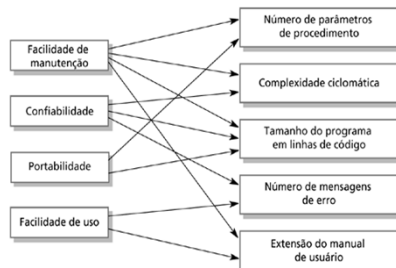 Facilidade de
manutenção
Confiabilidade
Portabilidade
Facilidade de uso
Número de parâmetros
de procedimento
Complexidade ciclomática
Tamanho do programa
em linhas de código
Número de mensagens
de erro
Extensão do manual
de usuário